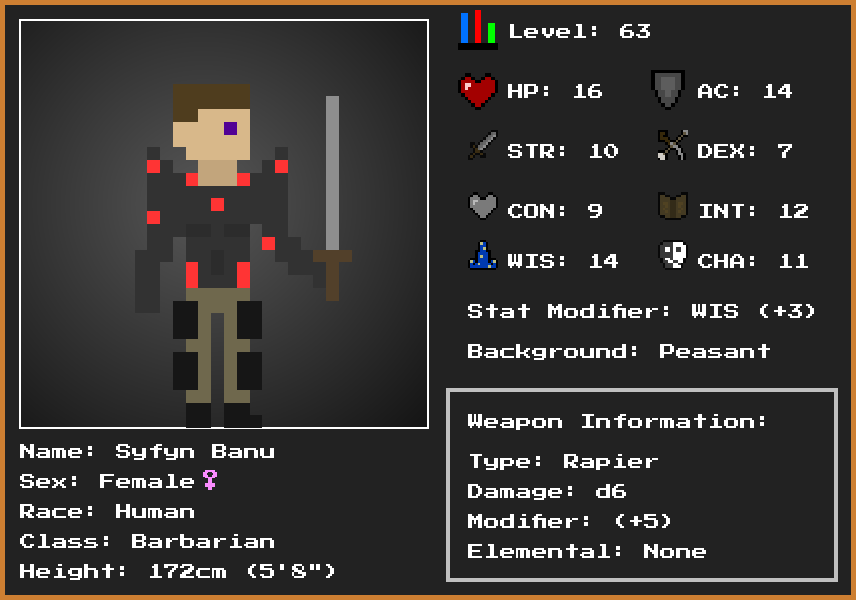 Level: 63
HP: 16
AC: 14
STR: 10
DEX: 7
CON: 9
INT: 12
WIS: 14
CHA: 11
Stat Modifier: WIS (+3)
Background: Peasant
Weapon Information:
Type: Rapier
Damage: d6
Modifier: (+5)
Elemental: None
Name: Syfyn Banu
Sex: Female♀
Race: Human
Class: Barbarian
Height: 172cm (5'8")